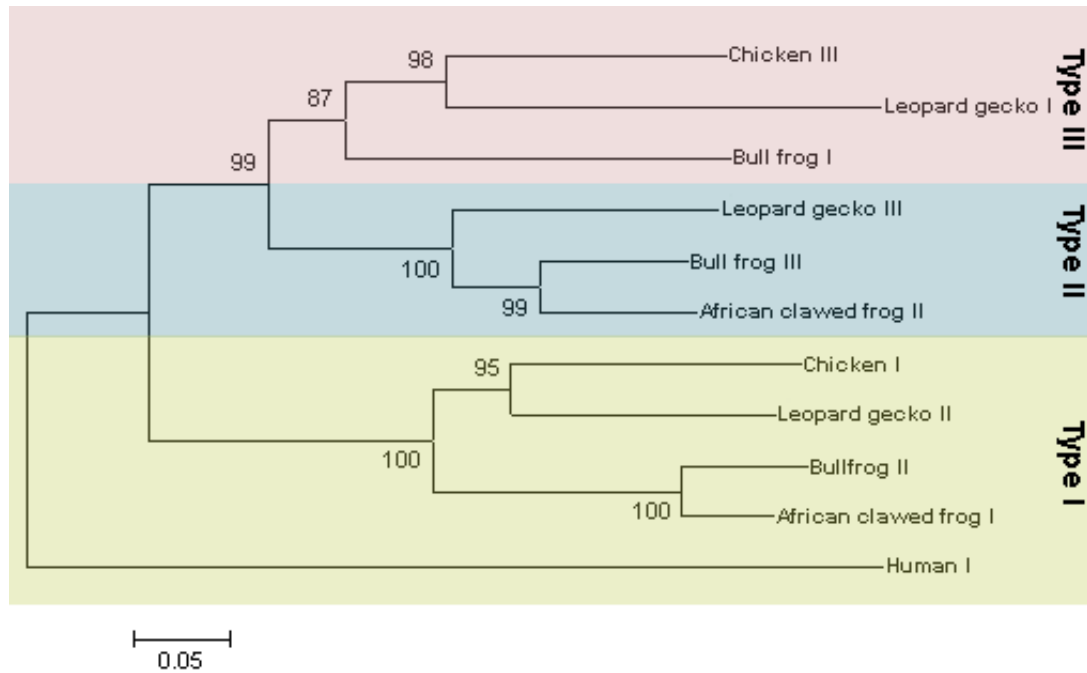 Chicken III
98
87
Leopard gecko I
Type III
99
Bull frog I
Leopard gecko III
100
Bull frog III
Type II
99
African clawed frog II
Chicken I
95
Leopard gecko II
100
Bullfrog II
Type I
100
African clawed frog I
Human I
0.05